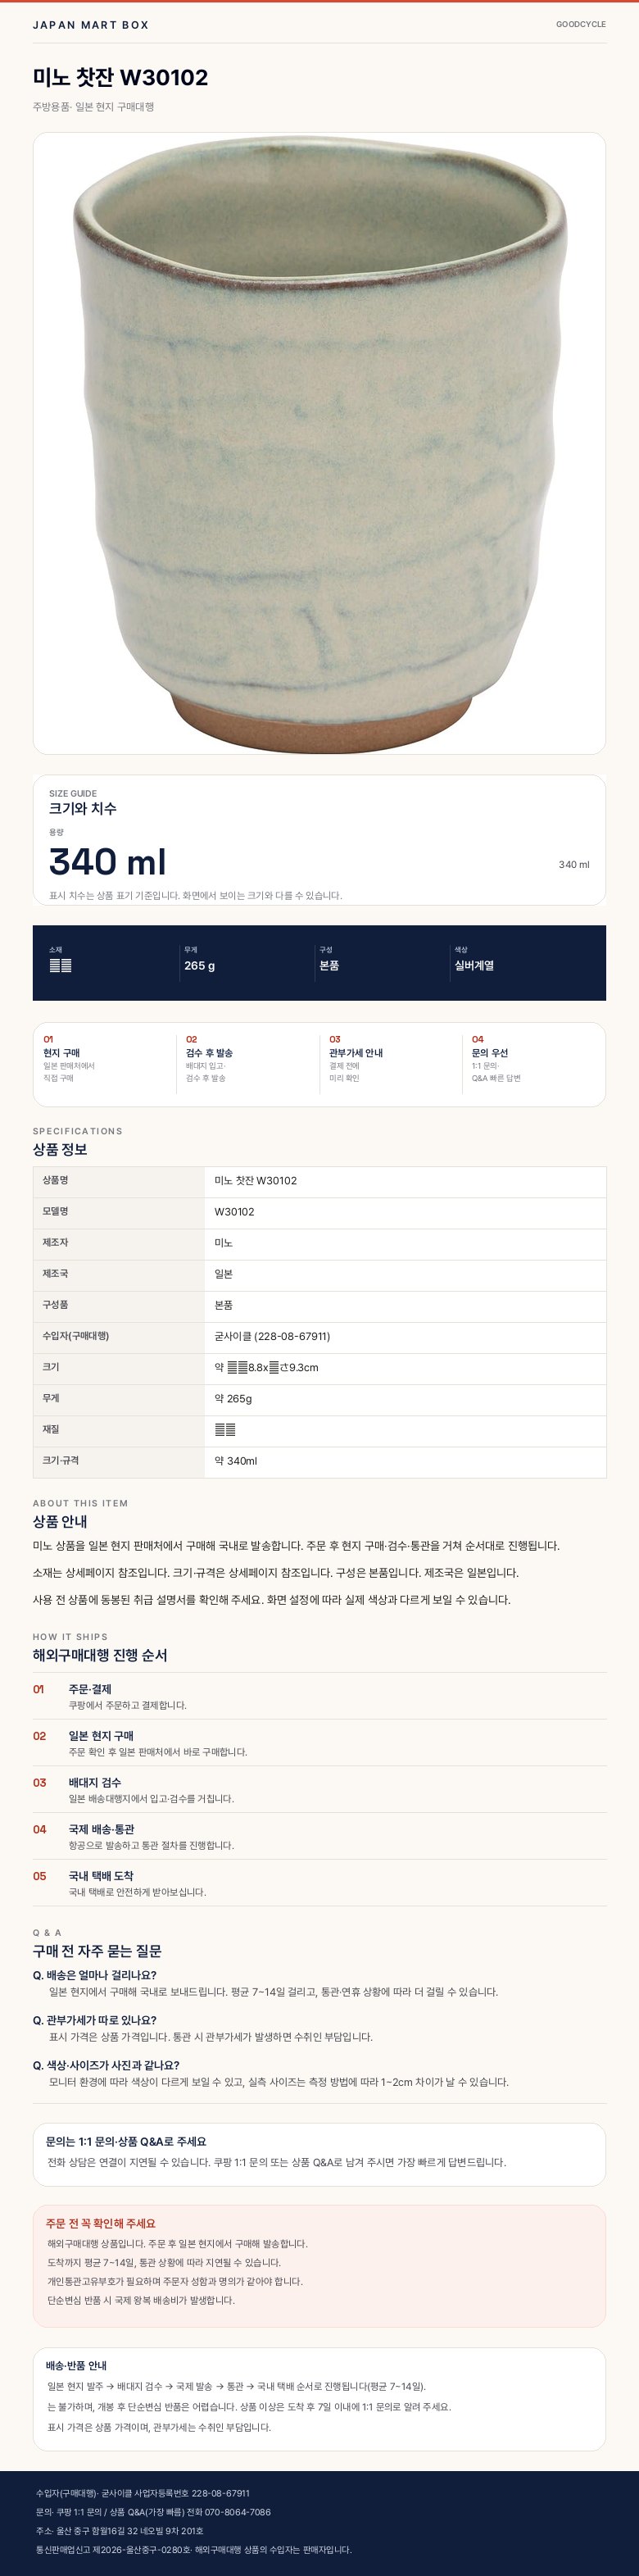 JAPAN MART BOX
GOODCYCLE
미노 찻잔 W30102
주방용품· 일본 현지 구매대행
SIZE GUIDE
크기와 치수
용량
340 ml
340 ml
표시 치수는 상품 표기 기준입니다. 화면에서 보이는 크기와 다를 수 있습니다.
소재
무게
265 g
구성
본품
색상
실버계열
01
현지 구매
일본 판매처에서
직접 구매
02
검수 후 발송
배대지 입고·
검수 후 발송
03
관부가세 안내
결제 전에
미리 확인
04
문의 우선
1:1 문의·
Q&A 빠른 답변
SPECIFICATIONS
상품 정보
상품명 미노 찻잔 W30102
모델명 W30102
제조자 미노
제조국 일본
구성품 본품
수입자(구매대행) 굳사이클 (228-08-67911)
크기 약 8.8x さ9.3cm
무게 약 265g
재질
크기·규격 약 340ml
ABOUT THIS ITEM
상품 안내
미노 상품을 일본 현지 판매처에서 구매해 국내로 발송합니다. 주문 후 현지 구매·검수·통관을 거쳐 순서대로 진행됩니다.
소재는 상세페이지 참조입니다. 크기·규격은 상세페이지 참조입니다. 구성은 본품입니다. 제조국은 일본입니다.
사용 전 상품에 동봉된 취급 설명서를 확인해 주세요. 화면 설정에 따라 실제 색상과 다르게 보일 수 있습니다.
HOW IT SHIPS
해외구매대행 진행 순서
01 주문·결제
쿠팡에서 주문하고 결제합니다.
02 일본 현지 구매
주문 확인 후 일본 판매처에서 바로 구매합니다.
03 배대지 검수
일본 배송대행지에서 입고·검수를 거칩니다.
04 국제 배송·통관
항공으로 발송하고 통관 절차를 진행합니다.
05 국내 택배 도착
국내 택배로 안전하게 받아보십니다.
Q & A
구매 전 자주 묻는 질문
Q. 배송은 얼마나 걸리나요?
일본 현지에서 구매해 국내로 보내드립니다. 평균 7~14일 걸리고, 통관·연휴 상황에 따라 더 걸릴 수 있습니다.
Q. 관부가세가 따로 있나요?
표시 가격은 상품 가격입니다. 통관 시 관부가세가 발생하면 수취인 부담입니다.
Q. 색상·사이즈가 사진과 같나요?
모니터 환경에 따라 색상이 다르게 보일 수 있고, 실측 사이즈는 측정 방법에 따라 1~2cm 차이가 날 수 있습니다.
문의는 1:1 문의·상품 Q&A로 주세요
전화 상담은 연결이 지연될 수 있습니다. 쿠팡 1:1 문의 또는 상품 Q&A로 남겨 주시면 가장 빠르게 답변드립니다.
주문 전 꼭 확인해 주세요
해외구매대행 상품입니다. 주문 후 일본 현지에서 구매해 발송합니다.
도착까지 평균 7~14일, 통관 상황에 따라 지연될 수 있습니다.
개인통관고유부호가 필요하며 주문자 성함과 명의가 같아야 합니다.
단순변심 반품 시 국제 왕복 배송비가 발생합니다.
배송·반품 안내
일본 현지 발주 → 배대지 검수 → 국제 발송 → 통관 → 국내 택배 순서로 진행됩니다(평균 7~14일).
는 불가하며, 개봉 후 단순변심 반품은 어렵습니다. 상품 이상은 도착 후 7일 이내에 1:1 문의로 알려 주세요.
표시 가격은 상품 가격이며, 관부가세는 수취인 부담입니다.
수입자(구매대행)· 굳사이클 사업자등록번호 228-08-67911
문의· 쿠팡 1:1 문의 / 상품 Q&A(가장 빠름) 전화 070-8064-7086
주소· 울산 중구 함월16길 32 네오빌 9차 201호
통신판매업신고 제2026-울산중구-0280호· 해외구매대행 상품의 수입자는 판매자입니다.